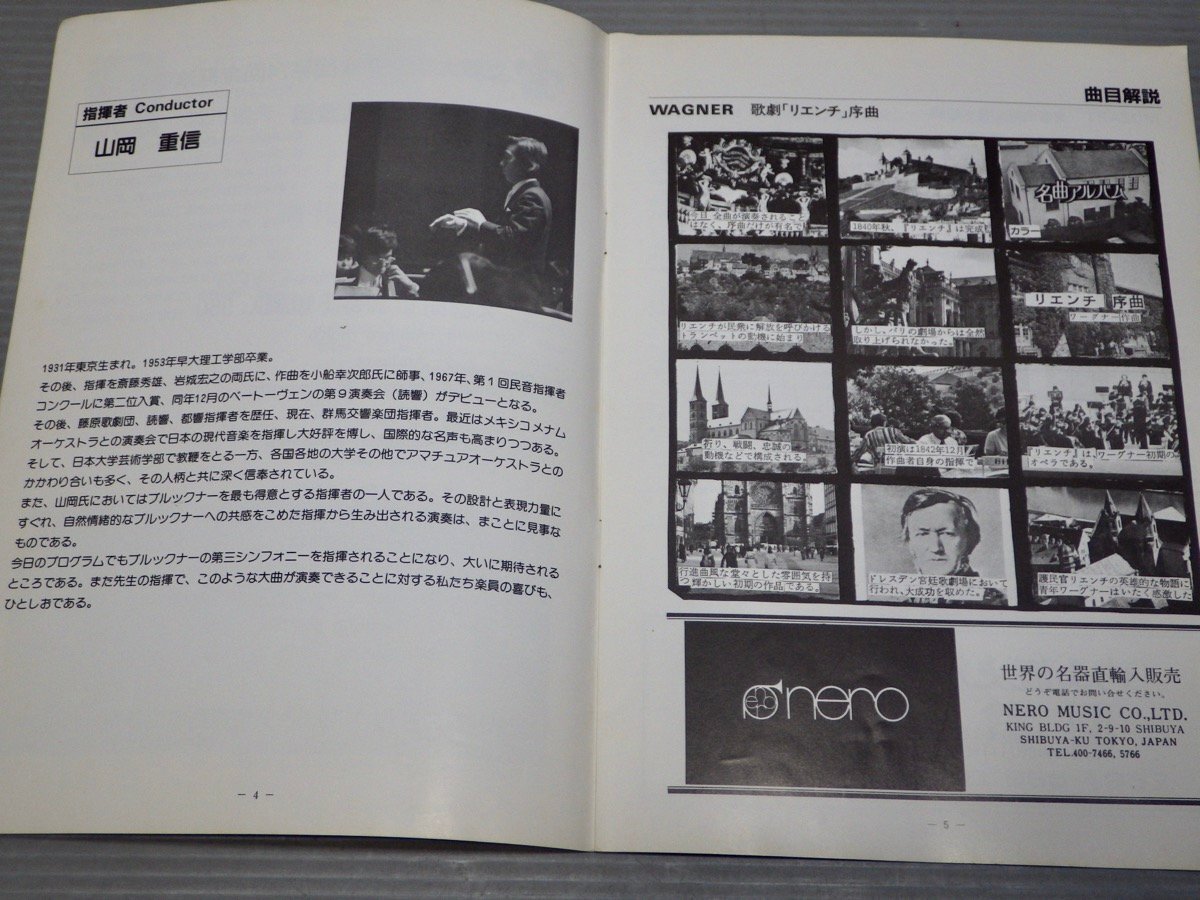 指揮者 Conductor
山岡 重信
1931年東京生まれ。1953年早大理工学部卒業。
その後、指揮を斎藤秀雄、岩城宏之の両氏に、作曲を小船幸次郎氏に師事、1967年、第1回民音指揮者
コンクールに第二位入賞、同年12月のベートーヴェンの第9演奏会（読響）がデビューとなる。
その後、藤原歌劇団、読響、都響指揮者を歴任、現在、群馬交響楽団指揮者。最近はメキシコメナム
オーケストラとの演奏会で日本の現代音楽を指揮し大好評を博し、国際的な名声も高まりつつある。
そして、日本大学芸術学部で教鞭をとる一方、各国各地の大学その他でアマチュアオーケストラとの
かかわり合いも多く、その人柄と共に深く信奉されている。
また、山岡氏においてはブルックナーを最も得意とする指揮者の一人である。その設計と表現力量に
すぐれ、自然情緒的なブルックナーへの共感をこめた指揮から生み出される演奏は、まことに見事な
ものである。
今日のプログラムでもブルックナーの第三シンフォニーを指揮されることになり、大いに期待される
ところである。また先生の指揮で、このような大曲が演奏できることに対する私たち楽員の喜びも、
ひとしおである。
－ 4 －
曲目解説
WAGNER 歌劇「リエンチ」序曲
名曲アルバム
カラー
リエンチ 序曲
ワーグナー作曲
『リエンチ』は、ワーグナー初期の
オペラである。
護民官リエンチの英雄的な物語に
青年ワーグナーはいたく感激した
1840年秋、『リエンチ』は完成し
しかし、パリの劇場からは全然
取り上げられなかった。
初演は1842年12月
作曲者自身の指揮で
ドレスデン宮廷歌劇場において
行われ、大成功を収めた。
今日、全曲が演奏されるこ
はなく、序曲だけが有名で
リエンチが民衆に解放を呼びかける
トランペットの動機に始まり
祈り、戦闘、忠誠の
動機などで構成される。
行進曲風な堂々とした雰囲気を持
つ輝かしい初期の作品である。
nero
世界の名器直輸入販売
どうぞ電話でお問い合せください。
NERO MUSIC CO.,LTD.
KING BLDG 1F, 2-9-10 SHIBUYA
SHIBUYA-KU TOKYO, JAPAN
TEL.400-7466, 5766
－ 5 －